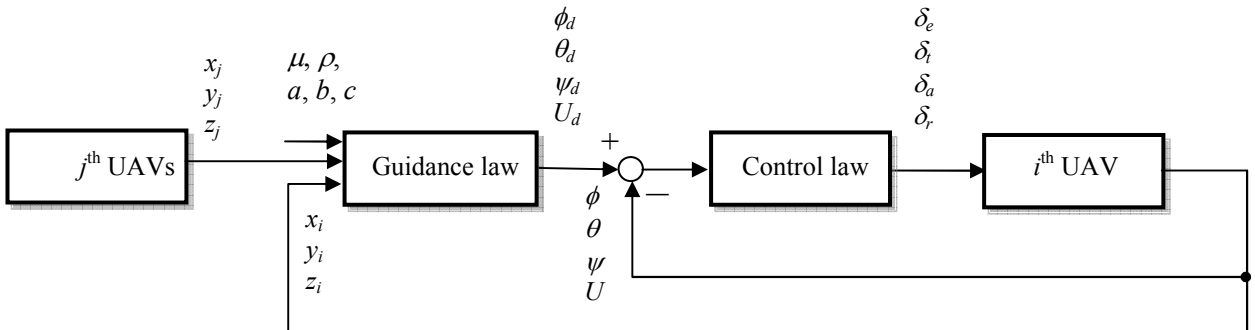 x_j
y_j
z_j
μ, ρ,
a, b, c
ϕ_d
θ_d
ψ_d
U_d
δ_e
δ_t
δ_a
δ_r
j^th UAVs
Guidance law
+
—
Control law
i^th UAV
x_i
y_i
z_i
ϕ
θ
ψ
U